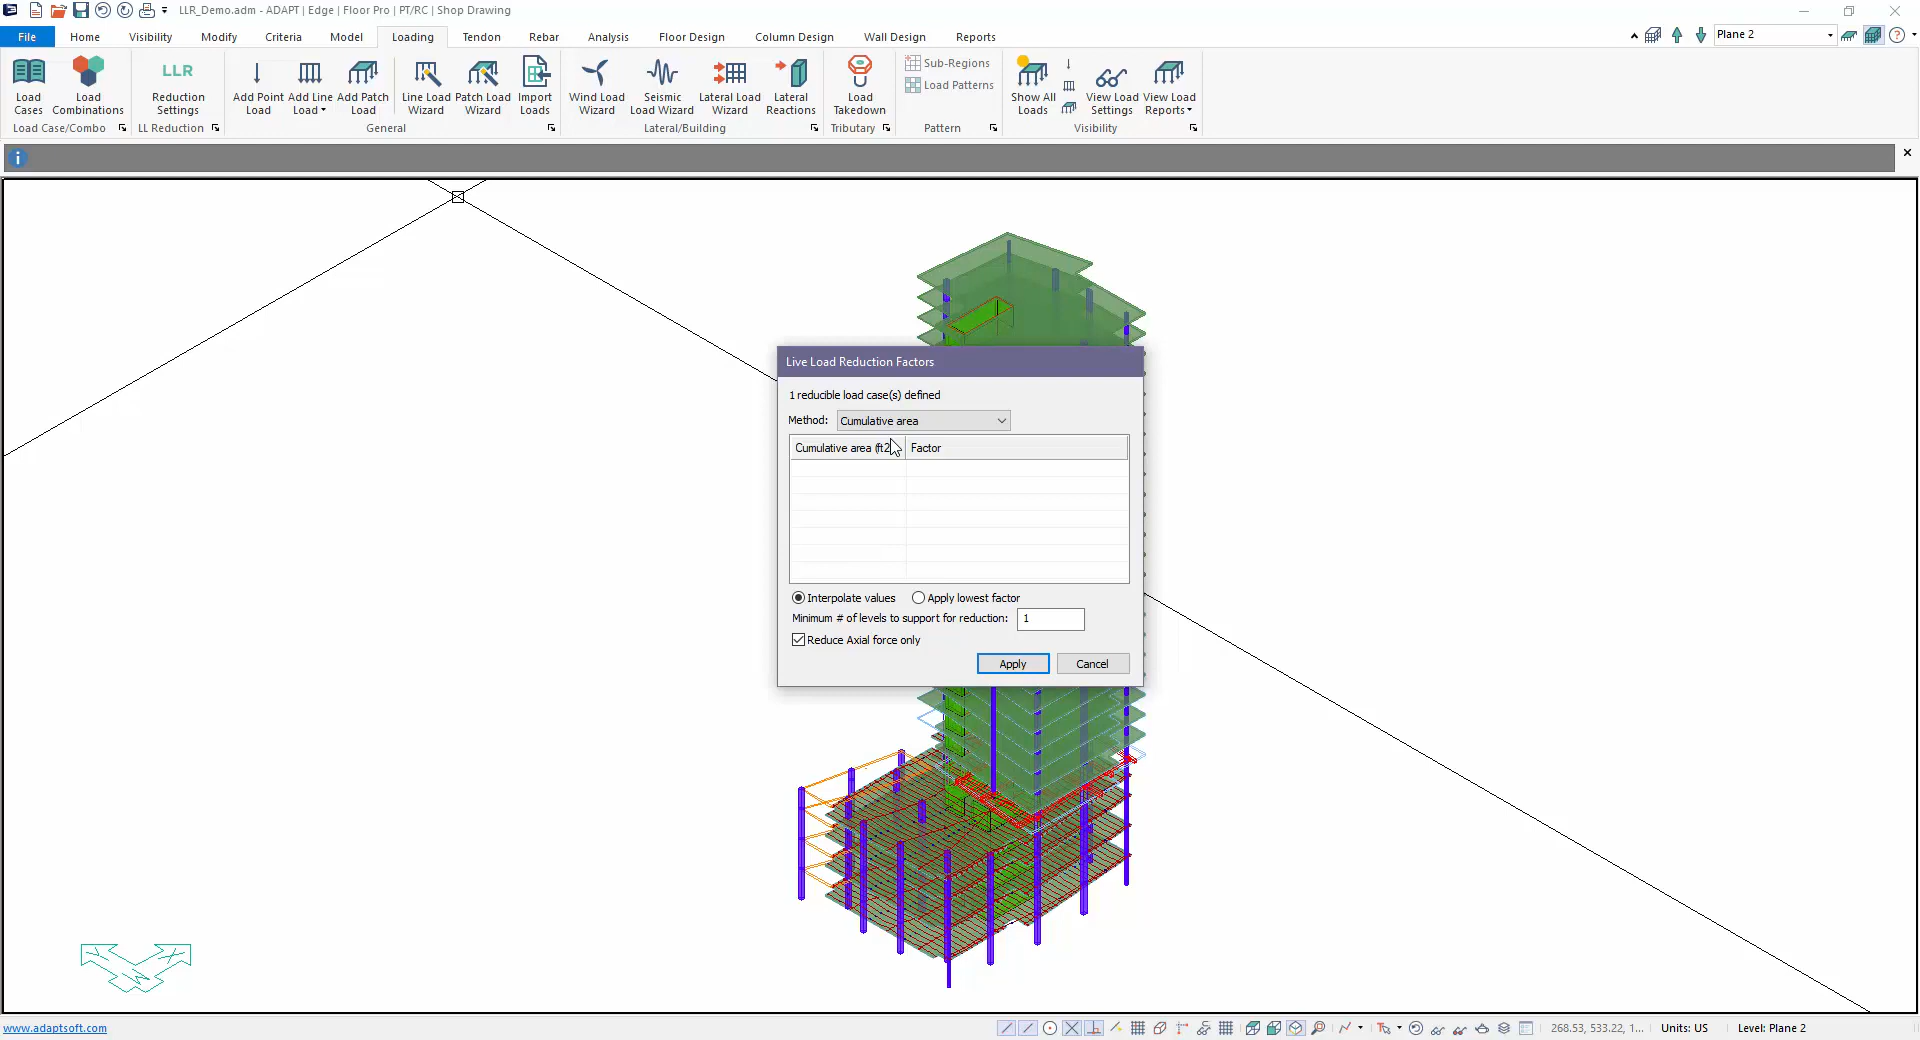 LLR_Demo.adm - ADAPT | Edge | Floor Pro | PT/RC | Shop Drawing
File Home Visibility Modify Criteria Model Loading Tendon Rebar Analysis Floor Design Column Design Wall Design Reports Plane 2
Load Cases
Load Combinations
Load Case/Combo
LLR
Reduction Settings
LL Reduction
Add Point Load
Add Line Load
Add Patch Load
Line Load Wizard
Patch Load Wizard
Import Loads
General
Wind Load Wizard
Seismic Load Wizard
Lateral Load Wizard
Lateral Reactions
Lateral/Building
Load Takedown
Tributary
Sub-Regions
Load Patterns
Pattern
Show All Loads
View Load Settings
View Load Reports
Visibility
Live Load Reduction Factors
1 reducible load case(s) defined
Method: Cumulative area
Cumulative area (ft2 Factor
Interpolate values Apply lowest factor
Minimum # of levels to support for reduction: 1
Reduce Axial force only
Apply Cancel
www.adaptsoft.com
268.53, 533.22, 1... Units: US Level: Plane 2